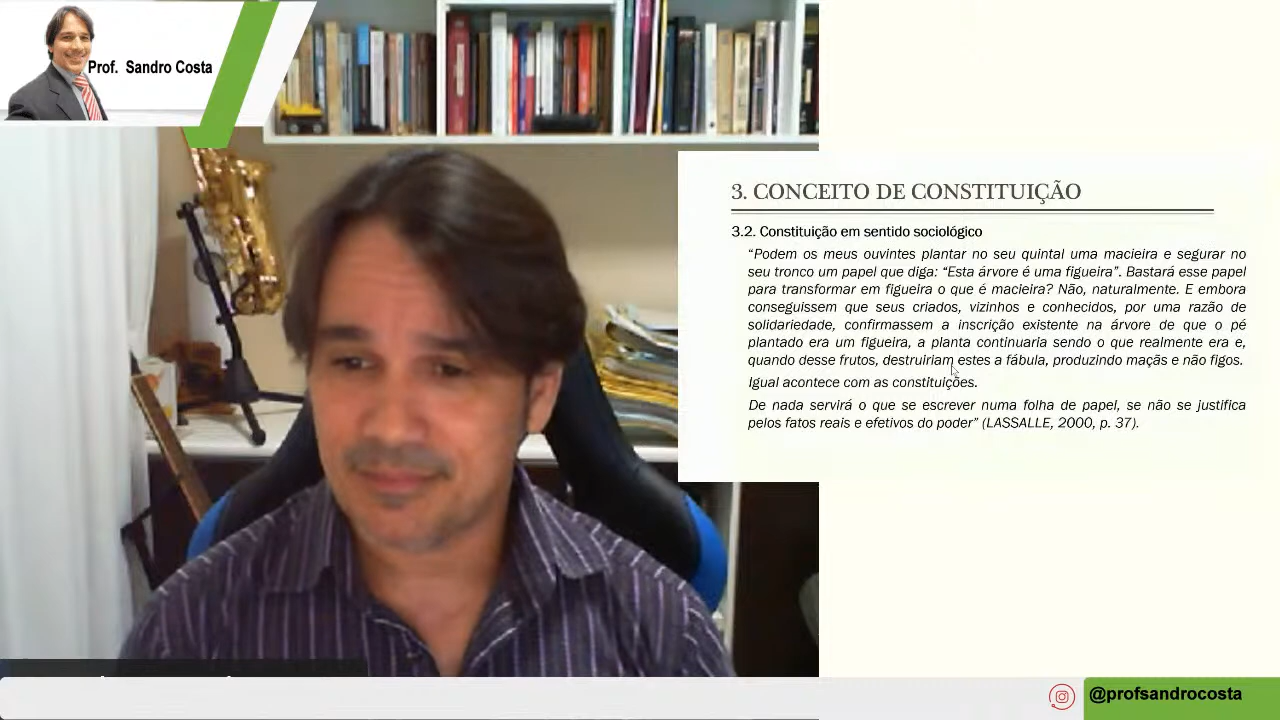 Prof. Sandro Costa
3. CONCEITO DE CONSTITUIÇÃO
3.2. Constituição em sentido sociológico
“Podem os meus ouvintes plantar no seu quintal uma macieira e segurar no
seu tronco um papel que diga: “Esta árvore é uma figueira”. Bastará esse papel
para transformar em figueira o que é macieira? Não, naturalmente. E embora
conseguissem que seus criados, vizinhos e conhecidos, por uma razão de
solidariedade, confirmassem a inscrição existente na árvore de que o pé
plantado era um figueira, a planta continuaria sendo o que realmente era e,
quando desse frutos, destruiriam estes a fábula, produzindo maçãs e não figos.
Igual acontece com as constituições.
De nada servirá o que se escrever numa folha de papel, se não se justifica
pelos fatos reais e efetivos do poder” (LASSALLE, 2000, p. 37).
@profsandrocosta